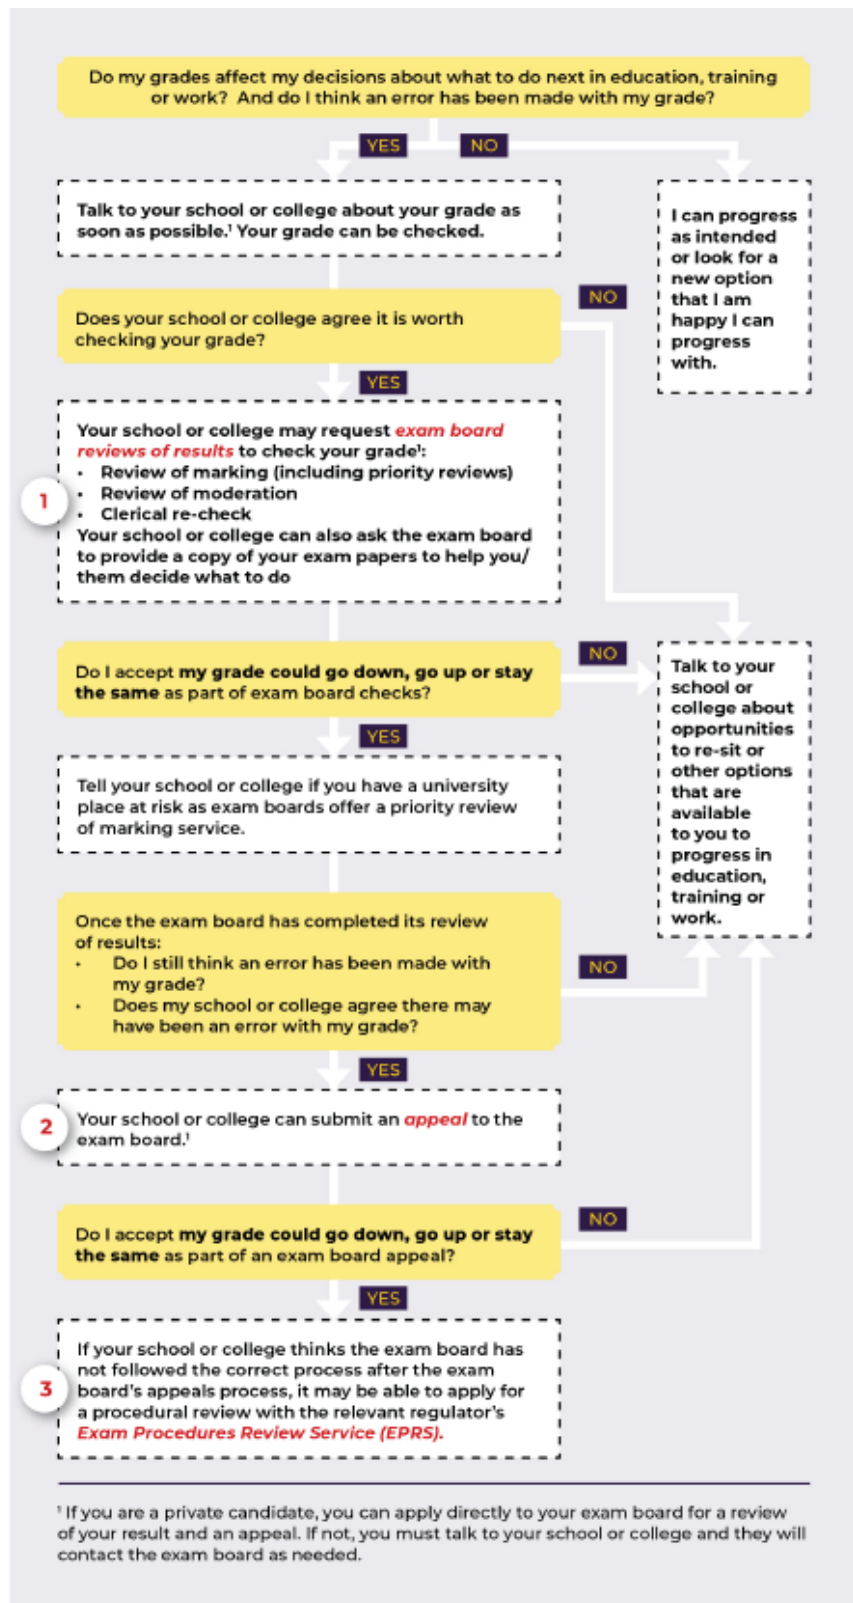 Do my grades affect my decisions about what to do next in education, training
or work? And do I think an error has been made with my grade?
YES
NO
Talk to your school or college about your grade as
soon as possible.¹ Your grade can be checked.
I can progress
as intended
or look for a
new option
that I am
happy I can
progress
with.
NO
Does your school or college agree it is worth
checking your grade?
YES
1
Your school or college may request exam board
reviews of results to check your grade¹:
• Review of marking (including priority reviews)
• Review of moderation
• Clerical re-check
Your school or college can also ask the exam board
to provide a copy of your exam papers to help you/
them decide what to do
NO
Do I accept my grade could go down, go up or stay
the same as part of exam board checks?
YES
Talk to your
school or
college about
opportunities
to re-sit or
other options
that are
available
to you to
progress in
education,
training or
work.
Tell your school or college if you have a university
place at risk as exam boards offer a priority review
of marking service.
Once the exam board has completed its review
of results:
• Do I still think an error has been made with
my grade?
• Does my school or college agree there may
have been an error with my grade?
NO
YES
2
Your school or college can submit an appeal to the
exam board.¹
NO
Do I accept my grade could go down, go up or stay
the same as part of an exam board appeal?
YES
3
If your school or college thinks the exam board has
not followed the correct process after the exam
board's appeals process, it may be able to apply for
a procedural review with the relevant regulator's
Exam Procedures Review Service (EPRS).
¹ If you are a private candidate, you can apply directly to your exam board for a review
of your result and an appeal. If not, you must talk to your school or college and they will
contact the exam board as needed.